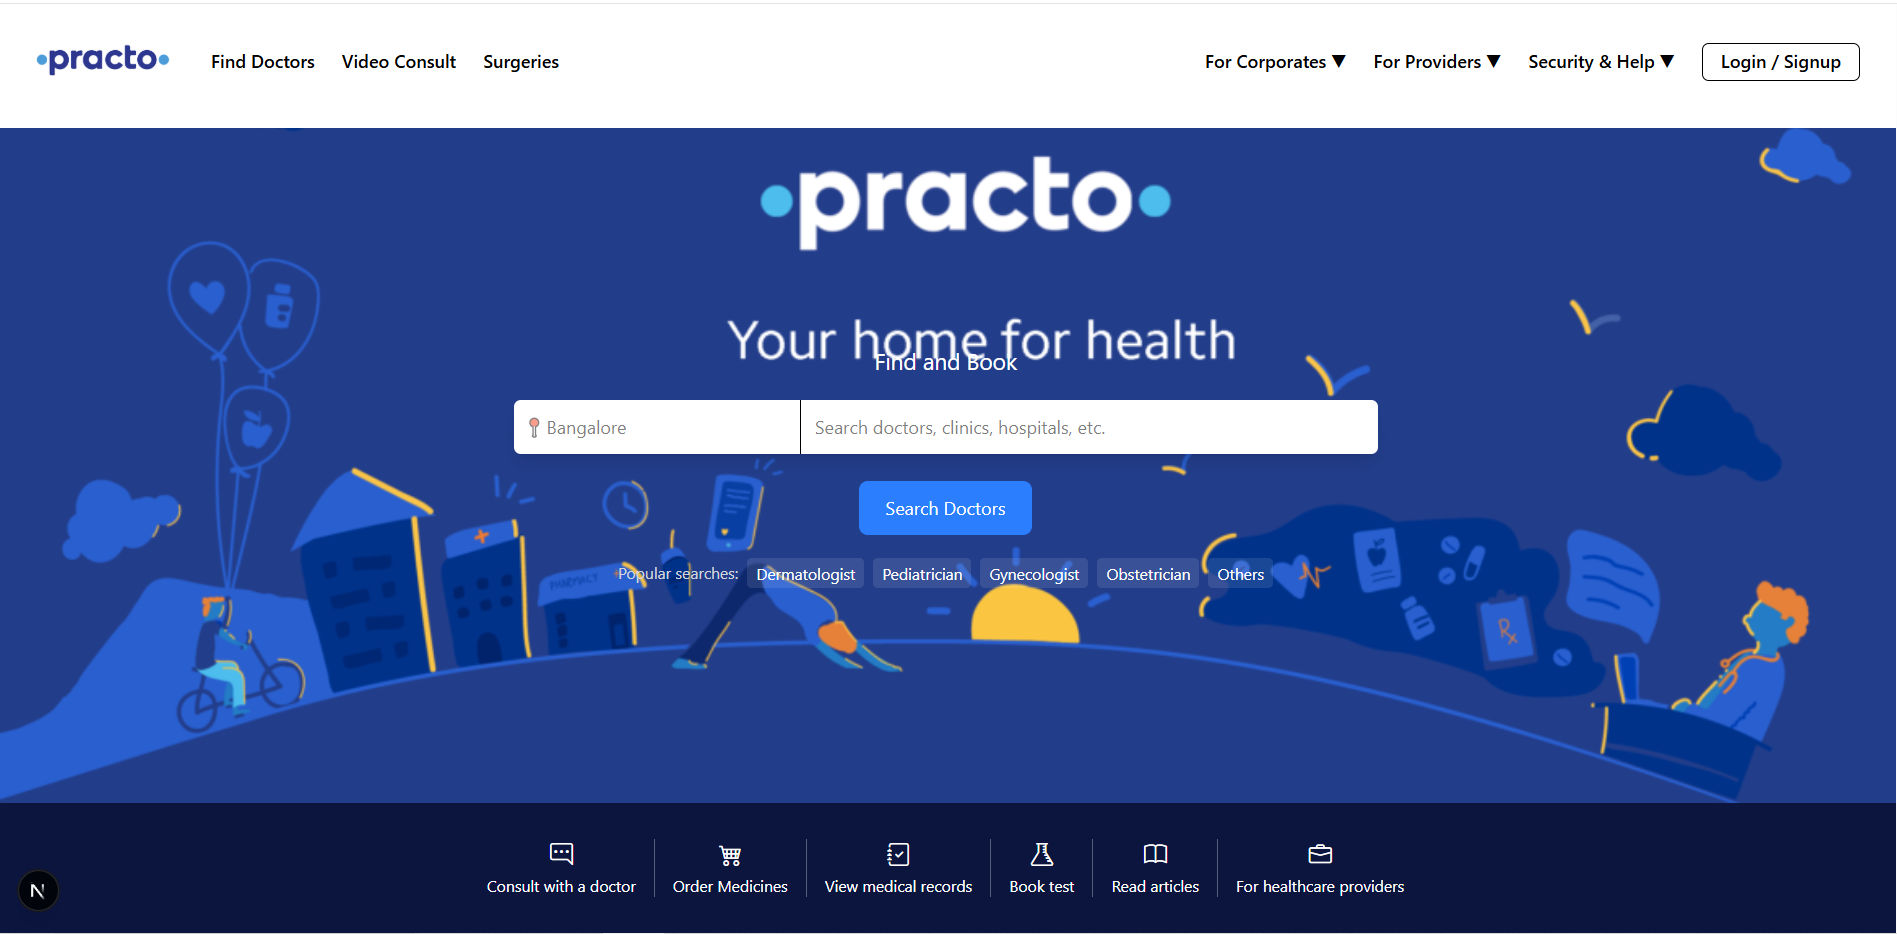 practo Find Doctors Video Consult Surgeries For Corporates ▼ For Providers ▼ Security & Help ▼ Login / Signup
practo
Your home for health
Find and Book
Bangalore Search doctors, clinics, hospitals, etc.
Search Doctors
PHARMACY
Popular searches: Dermatologist Pediatrician Gynecologist Obstetrician Others
Rx
Consult with a doctor Order Medicines View medical records Book test Read articles For healthcare providers
N